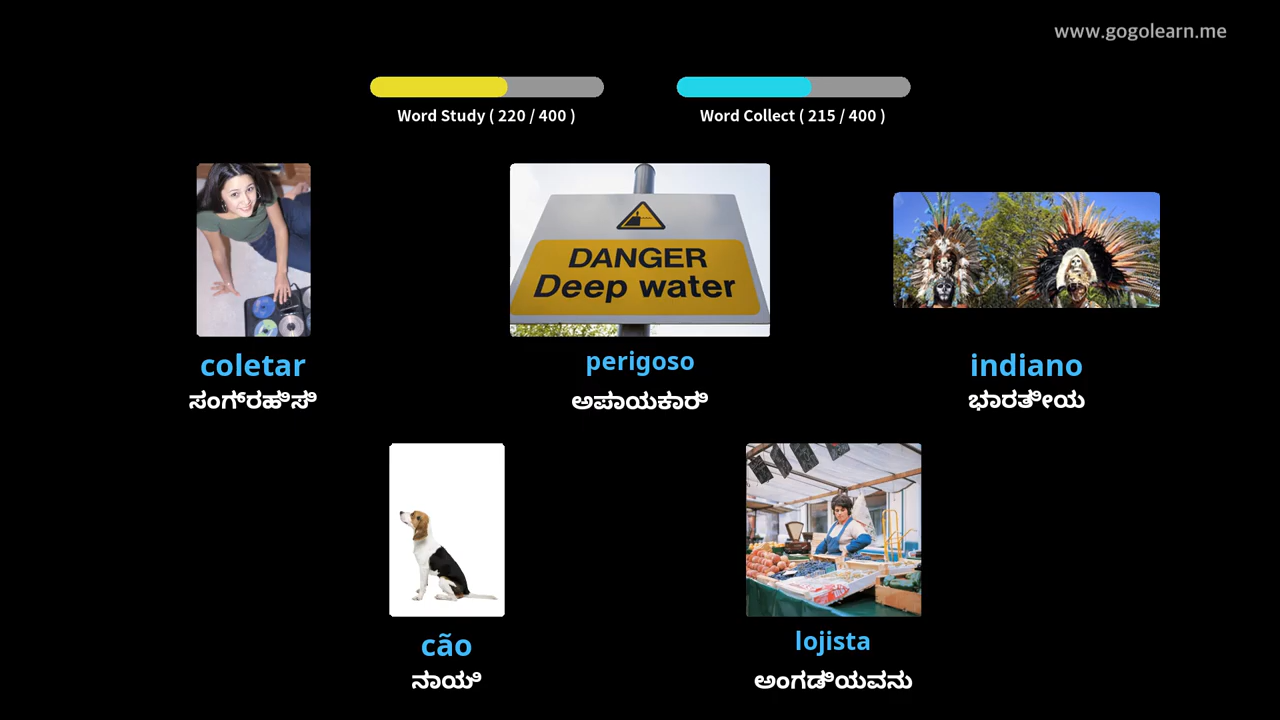 www.gogolearn.me
Word Study ( 220 / 400 )
Word Collect ( 215 / 400 )
DANGER
Deep water
coletar
ಸಂಗ್ರಹಿಸಿ
perigoso
ಅಪಾಯಕಾರಿ
indiano
ಭಾರತೀಯ
cão
ನಾಯಿ
lojista
ಅಂಗಡಿಯವನು